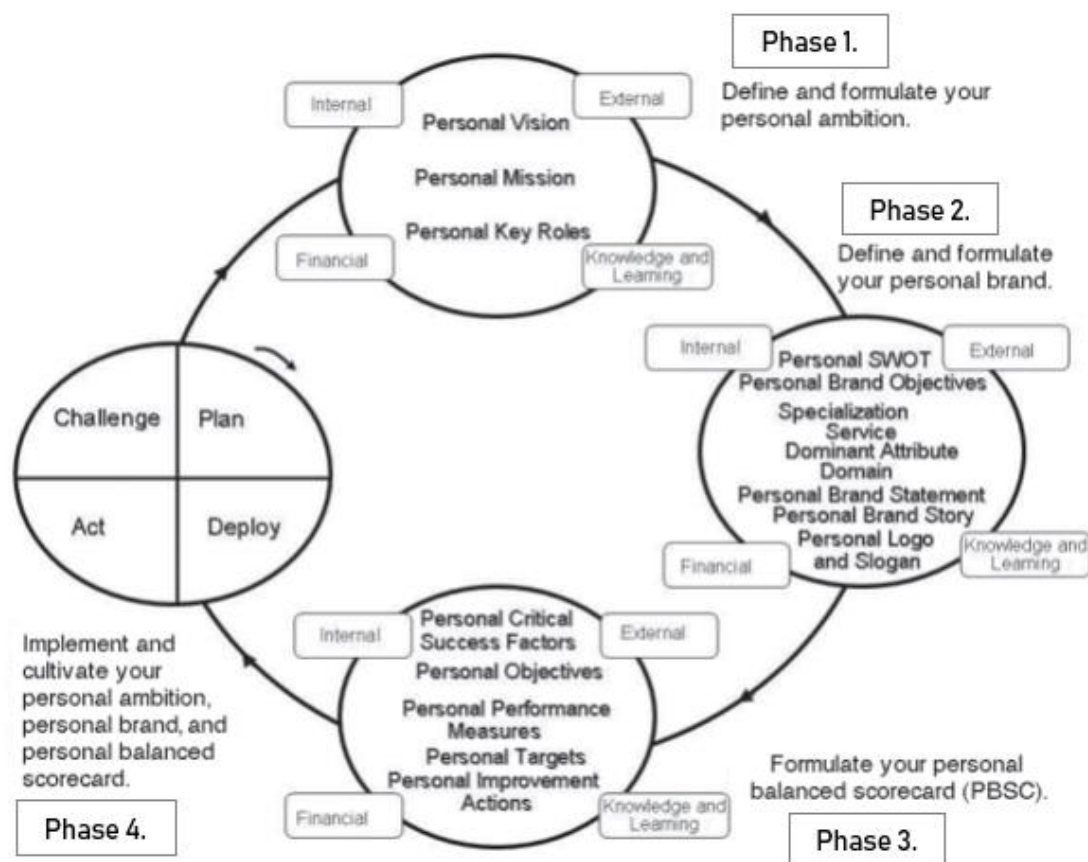 Phase 1.
Define and formulate your
personal ambition.
Internal
External
Personal Vision
Personal Mission
Personal Key Roles
Financial
Knowledge and
Learning
Phase 2.
Define and formulate
your personal brand.
Internal
External
Personal SWOT
Personal Brand Objectives
Specialization
Service
Dominant Attribute
Domain
Personal Brand Statement
Personal Brand Story
Personal Logo
and Slogan
Financial
Knowledge and
Learning
Challenge
Plan
Act
Deploy
Internal
External
Personal Critical
Success Factors
Personal Objectives
Personal Performance
Measures
Personal Targets
Personal Improvement
Actions
Financial
Knowledge and
Learning
Formulate your personal
balanced scorecard (PBSC).
Phase 3.
Implement and
cultivate your
personal ambition,
personal brand, and
personal balanced
scorecard.
Phase 4.